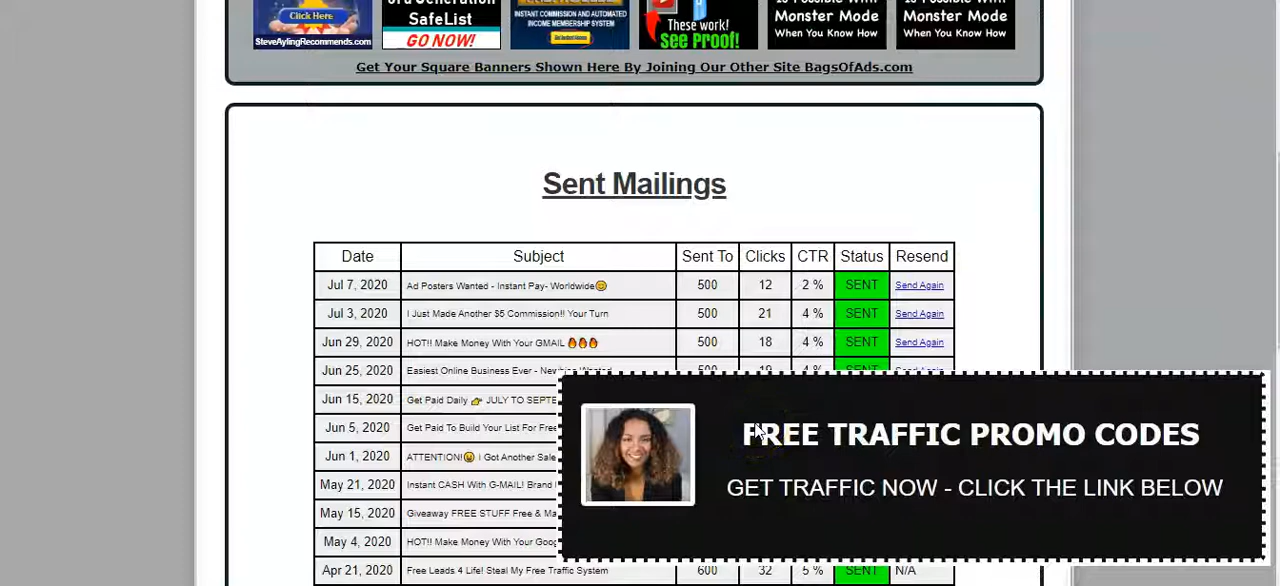 Click Here
SteveAylingRecommends.com
SafeList
GO NOW!
INSTANT COMMISSION AND AUTOMATED
INCOME MEMBERSHIP SYSTEM
These work!
See Proof!
Monster Mode
When You Know How
Monster Mode
When You Know How
Get Your Square Banners Shown Here By Joining Our Other Site BagsOfAds.com
Sent Mailings
Date Subject Sent To Clicks CTR Status Resend
Jul 7, 2020 Ad Posters Wanted - Instant Pay- Worldwide😊 500 12 2 % SENT Send Again
Jul 3, 2020 I Just Made Another $5 Commission!! Your Turn 500 21 4 % SENT Send Again
Jun 29, 2020 HOT!! Make Money With Your GMAIL 🔥🔥🔥 500 18 4 % SENT Send Again
Jun 25, 2020 Easiest Online Business Ever - 500 19 4 % SENT Send Again
Jun 15, 2020 Get Paid Daily 👉 JULY TO SEPTE
Jun 5, 2020 Get Paid To Build Your List For Free
Jun 1, 2020 ATTENTION!😃 I Got Another Sale
May 21, 2020 Instant CASH With G-MAIL! Brand
May 15, 2020 Giveaway FREE STUFF Free & Ma
May 4, 2020 HOT!! Make Money With Your Goo
Apr 21, 2020 Free Leads 4 Life! Steal My Free Traffic System 600 32 5 % SENT N/A
FREE TRAFFIC PROMO CODES
GET TRAFFIC NOW - CLICK THE LINK BELOW